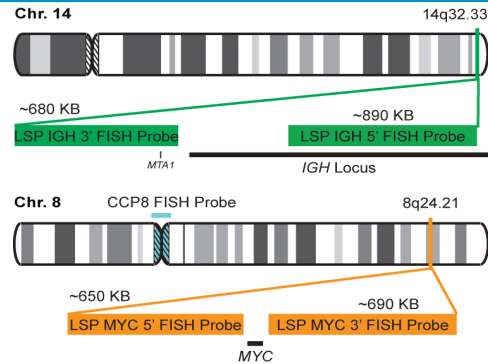 Chr. 14
14q32.33
~680 KB
~890 KB
LSP IGH 3' FISH Probe
LSP IGH 5' FISH Probe
MTA1
IGH Locus
Chr. 8
CCP8 FISH Probe
8q24.21
~650 KB
~690 KB
LSP MYC 5' FISH Probe
LSP MYC 3' FISH Probe
MYC